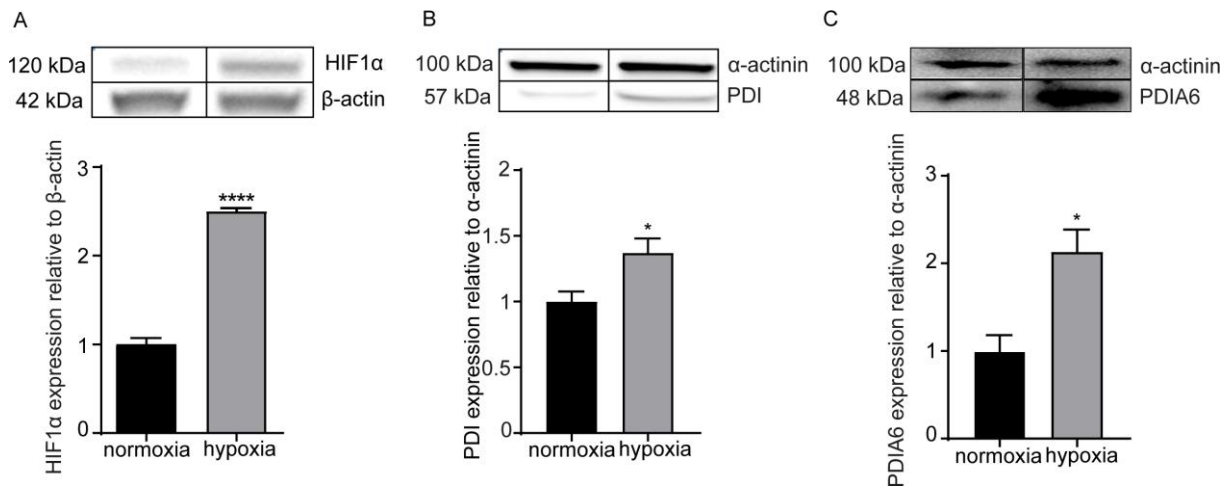 A
120 kDa HIF1α
42 kDa β-actin
HIF1α expression relative to β-actin
3
2
1
0
****
normoxia hypoxia
B
100 kDa α-actinin
57 kDa PDI
PDI expression relative to α-actinin
2
1.5
1
0.5
0
*
normoxia hypoxia
C
100 kDa α-actinin
48 kDa PDIA6
PDIA6 expression relative to α-actinin
3
2
1
0
*
normoxia hypoxia